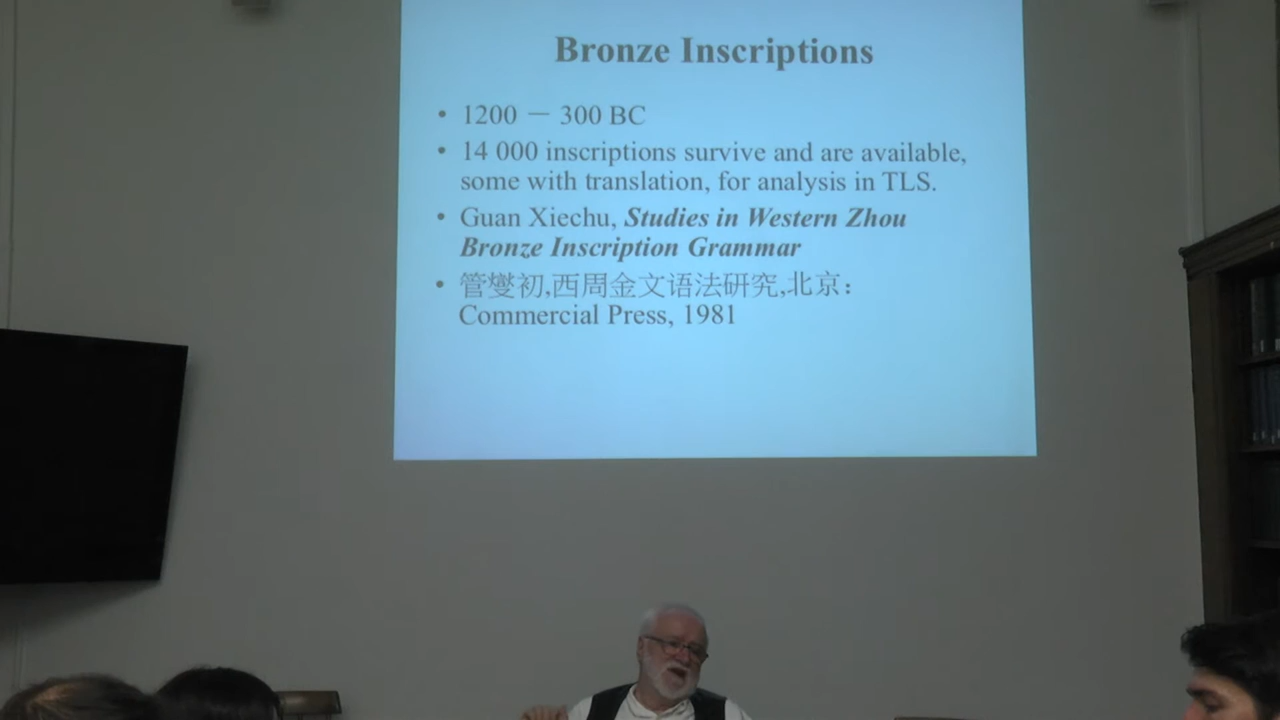 Bronze Inscriptions
• 1200 — 300 BC
• 14 000 inscriptions survive and are available,
some with translation, for analysis in TLS.
• Guan Xiechu, Studies in Western Zhou
Bronze Inscription Grammar
• 管燮初,西周金文语法研究,北京：
Commercial Press, 1981